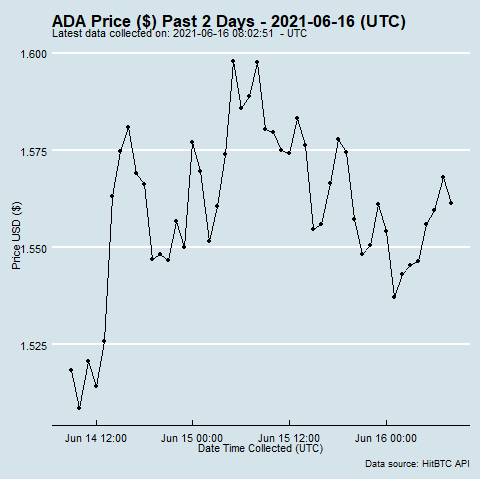 ADA Price ($) Past 2 Days - 2021-06-16 (UTC)
Latest data collected on: 2021-06-16 08:02:51  - UTC
1.600
1.575
1.550
1.525
Price USD ($)
Jun 14 12:00
Jun 15 00:00
Jun 15 12:00
Jun 16 00:00
Date Time Collected (UTC)
Data source: HitBTC API